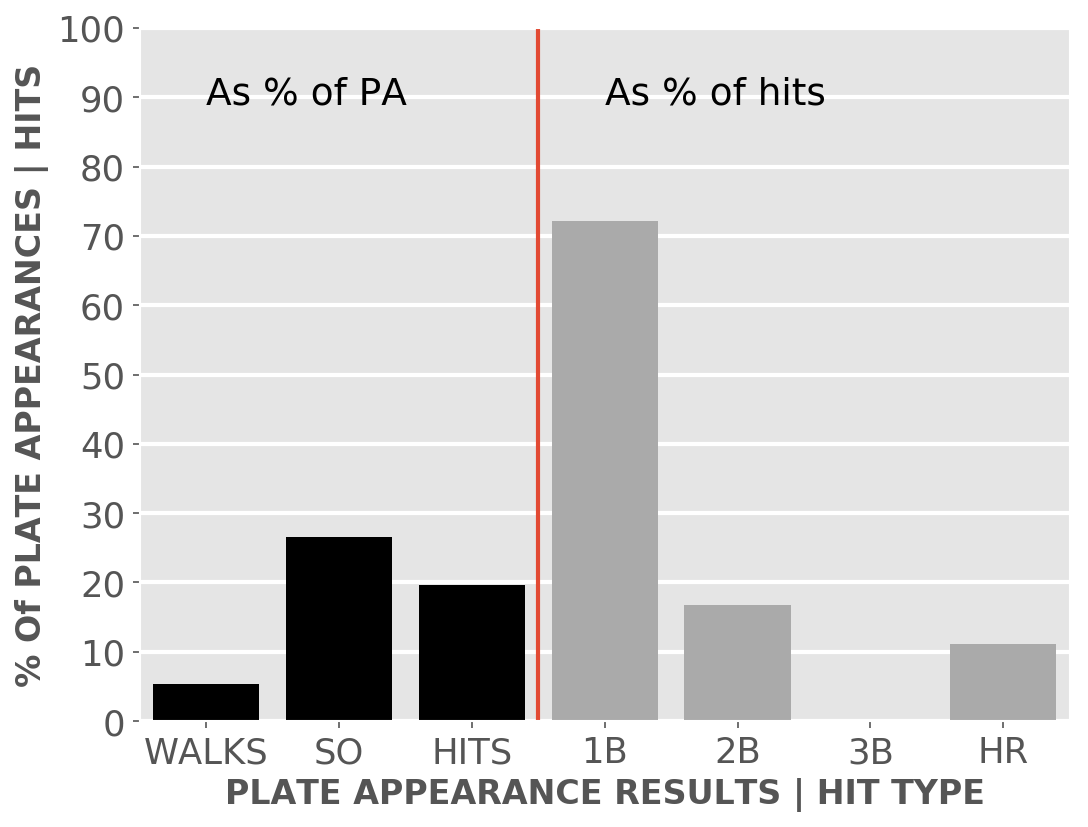 % Of PLATE APPEARANCES | HITS
100
90
80
70
60
50
40
30
20
10
0
As % of PA
As % of hits
WALKS SO HITS 1B 2B 3B HR
PLATE APPEARANCE RESULTS | HIT TYPE